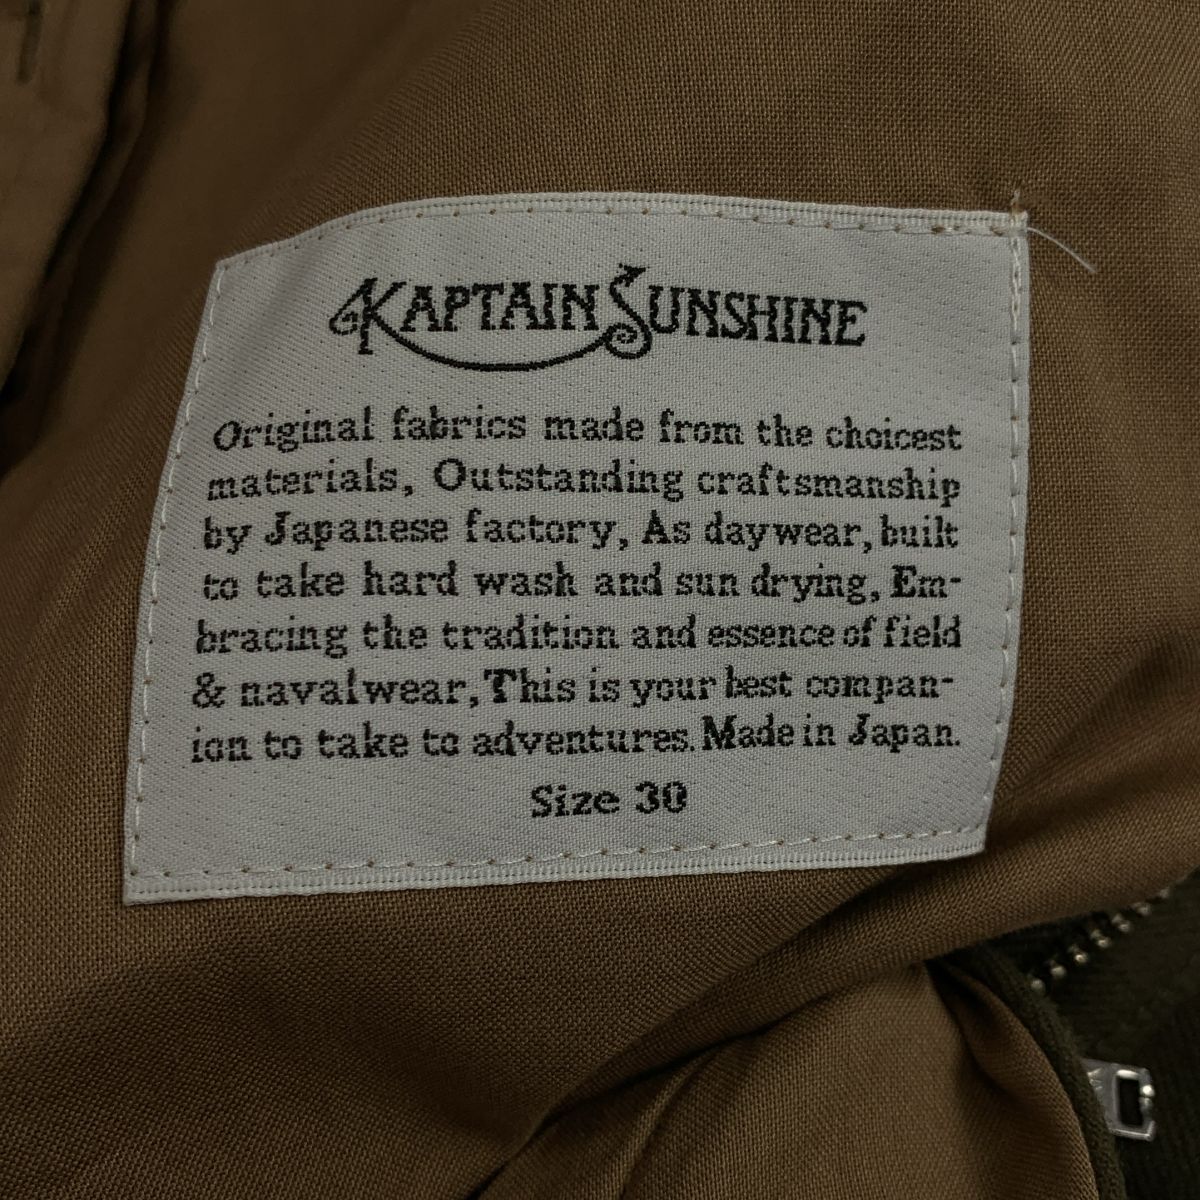 KAPTAIN SUNSHINE
Original fabrics made from the choicest
materials, Outstanding craftsmanship
by Japanese factory, As daywear, built
to take hard wash and sun drying, Em-
bracing the tradition and essence of field
& navalwear, This is your best compan-
ion to take to adventures. Made in Japan.
Size 30